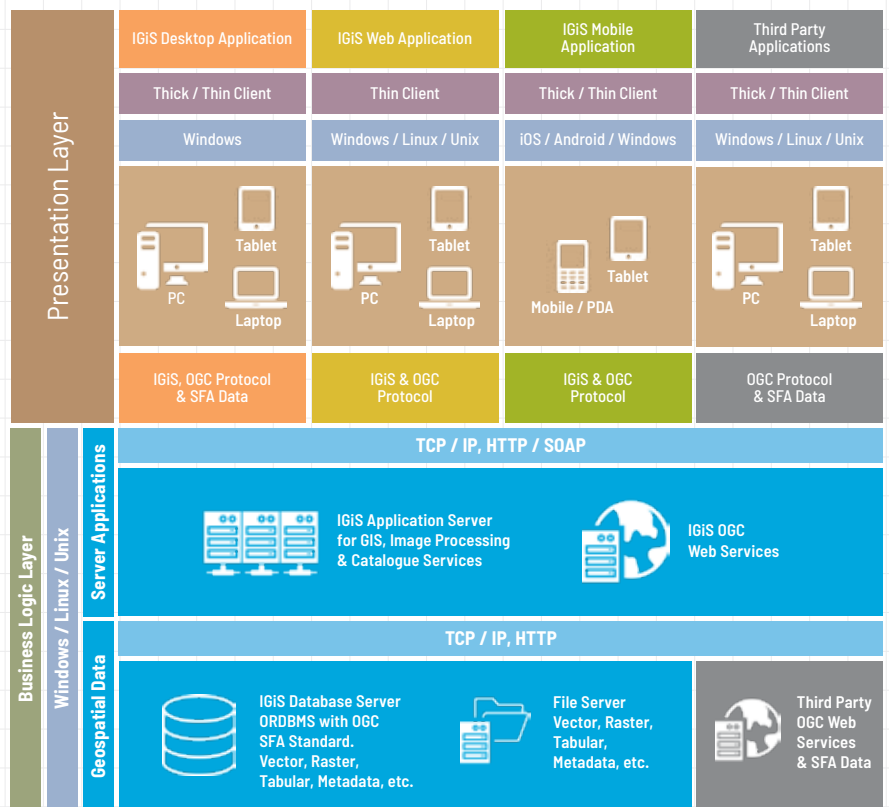 Presentation Layer
IGiS Desktop Application
IGiS Web Application
IGiS Mobile
Application
Third Party
Applications
Thick / Thin Client
Thin Client
Thick / Thin Client
Thick / Thin Client
Windows
Windows / Linux / Unix
iOS / Android / Windows
Windows / Linux / Unix
PC
Tablet
Laptop
PC
Tablet
Laptop
Mobile / PDA
Tablet
PC
Tablet
Laptop
IGiS, OGC Protocol
& SFA Data
IGiS & OGC
Protocol
IGiS & OGC
Protocol
OGC Protocol
& SFA Data
Business Logic Layer
Windows / Linux / Unix
Server Applications
TCP / IP, HTTP / SOAP
IGiS Application Server
for GIS, Image Processing
& Catalogue Services
IGiS OGC
Web Services
Geospatial Data
TCP / IP, HTTP
IGiS Database Server
ORDBMS with OGC
SFA Standard.
Vector, Raster,
Tabular, Metadata, etc.
File Server
Vector, Raster,
Tabular,
Metadata, etc.
Third Party
OGC Web
Services
& SFA Data